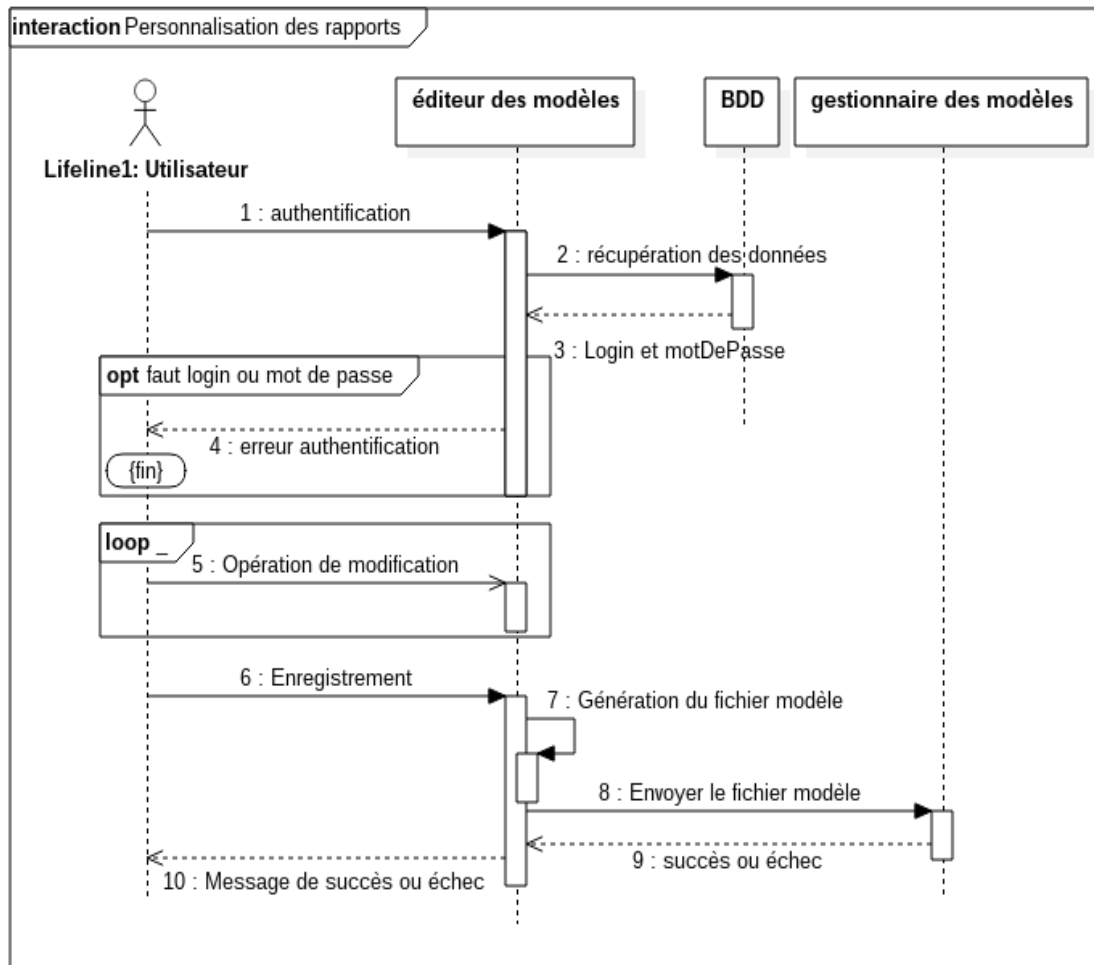 interaction Personnalisation des rapports
éditeur des modèles
BDD
gestionnaire des modèles
Lifeline1: Utilisateur
1 : authentification
2 : récupération des données
3 : Login et motDePasse
opt faut login ou mot de passe
4 : erreur authentification
{fin}
loop _
5 : Opération de modification
6 : Enregistrement
7 : Génération du fichier modèle
8 : Envoyer le fichier modèle
9 : succès ou échec
10 : Message de succès ou échec